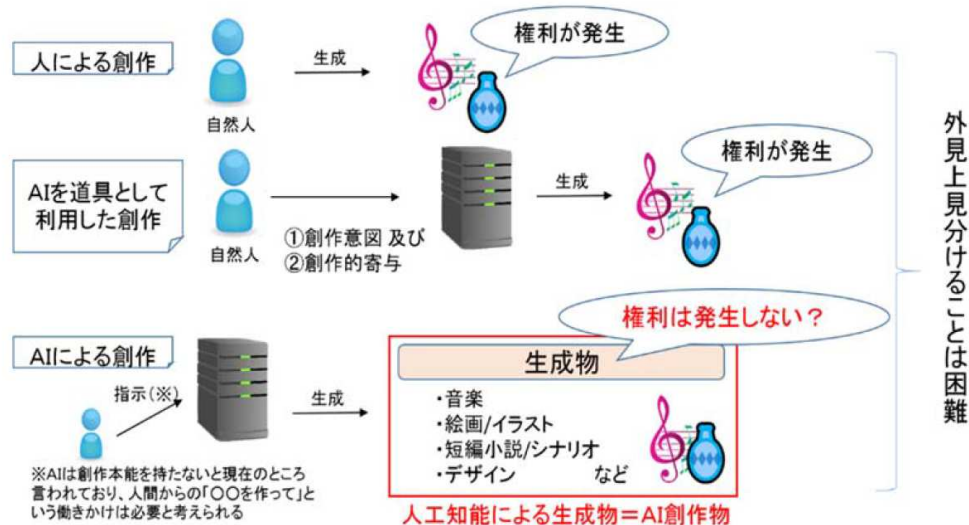 人による創作
自然人
生成
権利が発生
AIを道具として
利用した創作
自然人
①創作意図 及び
②創作的寄与
生成
権利が発生
AIによる創作
指示(※)
生成
権利は発生しない？
生成物
・音楽
・絵画/イラスト
・短編小説/シナリオ
・デザイン など
※AIは創作本能を持たないと現在のところ
言われており、人間からの「〇〇を作って」と
いう働きかけは必要と考えられる
人工知能による生成物＝AI創作物
外見上見分けることは困難